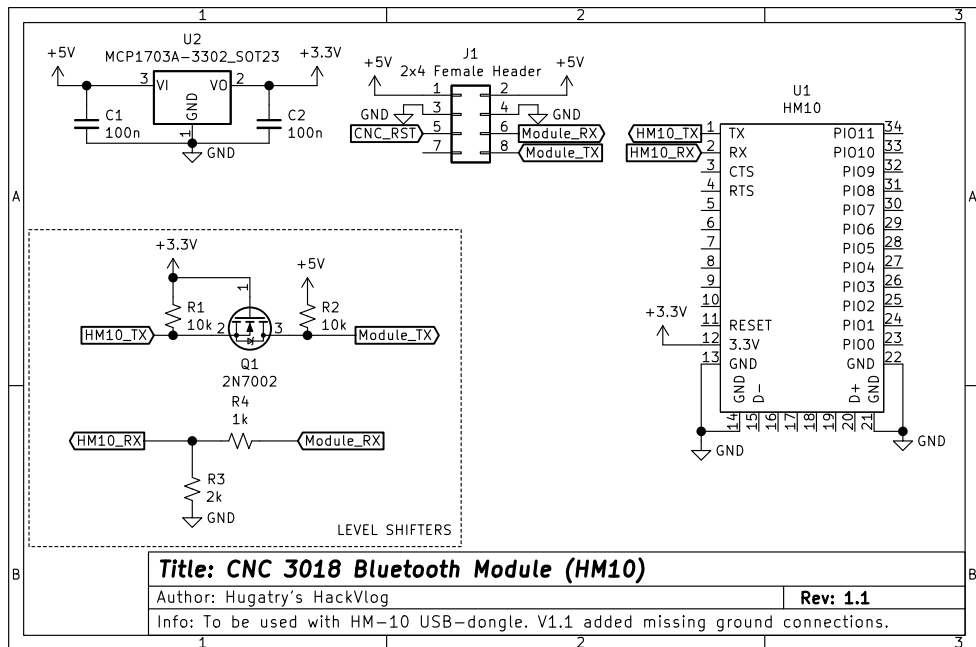 1 2 3
U2
MCP1703A-3302_SOT23
+5V +3.3V
3 VI VO 2
GND
1
C1
100n
C2
100n
GND
J1
2x4 Female Header
+5V +5V
1 2
GND 3 4 GND
CNC_RST 5 6 Module_RX
7 8 Module_TX
U1
HM10
HM10_TX 1 TX PIO11 34
HM10_RX 2 RX PIO10 33
3 CTS PIO9 32
4 RTS PIO8 31
5 PIO7 30
6 PIO6 29
7 PIO5 28
8 PIO4 27
9 PIO3 26
10 PIO2 25
11 RESET PIO1 24
+3.3V
12 3.3V PIO0 23
13 GND GND 22
GND D- D+ GND
14 15 16 17 18 19 20 21
GND GND
A A
+3.3V
+5V
1
R1
10k
R2
10k
HM10_TX 2 3 Module_TX
Q1
2N7002
R4
1k
HM10_RX Module_RX
R3
2k
GND
LEVEL SHIFTERS
B B
Title: CNC 3018 Bluetooth Module (HM10)
Author: Hugatry's HackVlog Rev: 1.1
Info: To be used with HM-10 USB-dongle. V1.1 added missing ground connections.
1 2 3